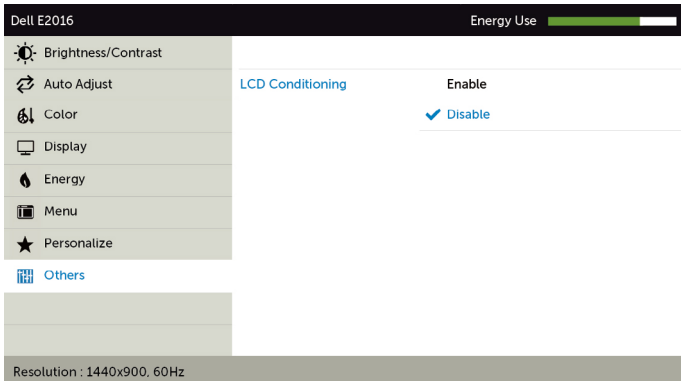 Dell E2016 Energy Use
Brightness/Contrast
Auto Adjust LCD Conditioning Enable
Color Disable
Display
Energy
Menu
Personalize
Others
Resolution : 1440x900, 60Hz